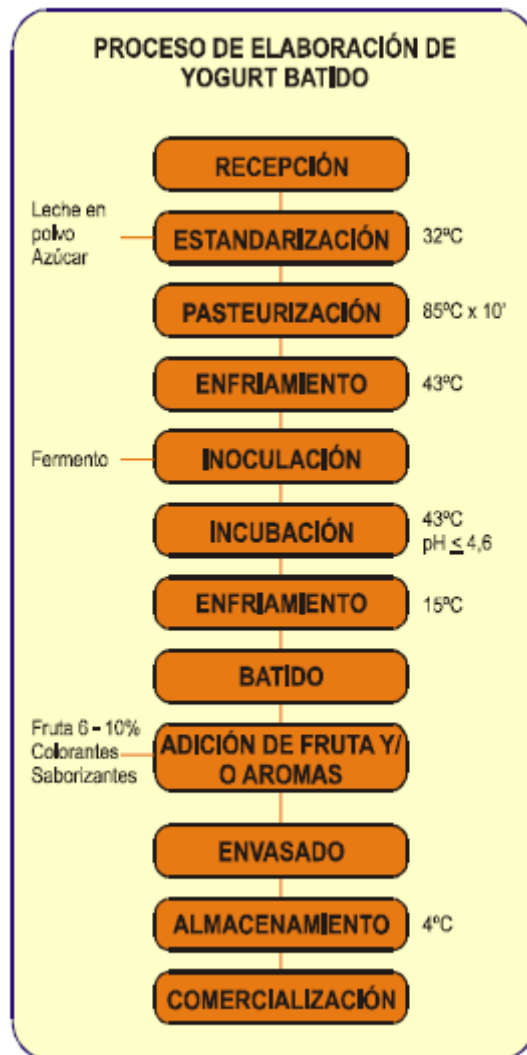 PROCESO DE ELABORACIÓN DE
YOGURT BATIDO
RECEPCIÓN
Leche en
polvo
Azúcar
ESTANDARIZACIÓN
32ºC
PASTEURIZACIÓN
85ºC x 10'
ENFRIAMIENTO
43ºC
Fermento
INOCULACIÓN
INCUBACIÓN
43ºC
pH ≤ 4,6
ENFRIAMIENTO
15ºC
BATIDO
Fruta 6 – 10%
Colorantes
Saborizantes
ADICIÓN DE FRUTA Y/
O AROMAS
ENVASADO
ALMACENAMIENTO
4ºC
COMERCIALIZACIÓN